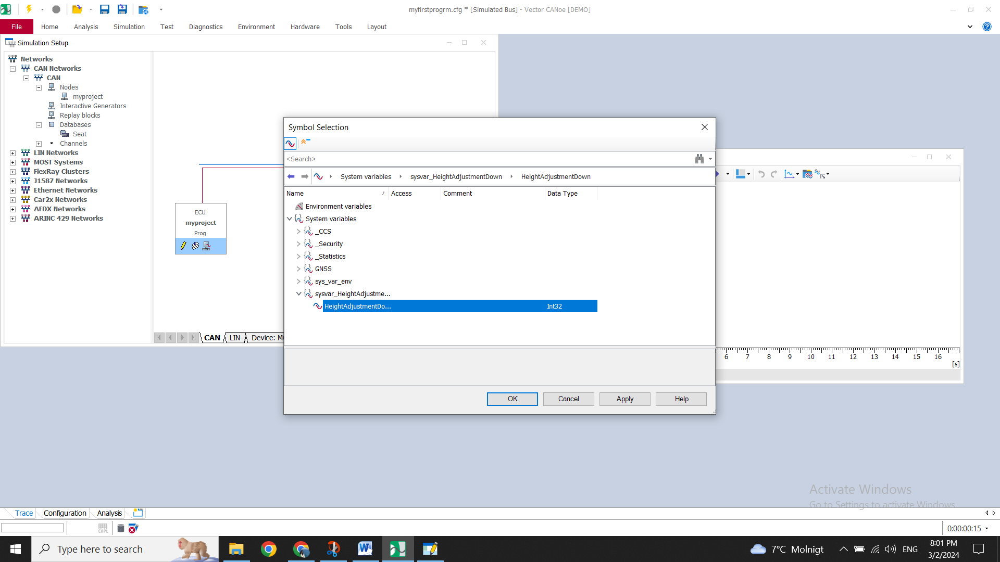 myfirstprogrm.cfg * [Simulated Bus] - Vector CANoe [DEMO]
File Home Analysis Simulation Test Diagnostics Environment Hardware Tools Layout
Simulation Setup
Networks
CAN Networks
CAN
Nodes
myproject
Interactive Generators
Replay blocks
Databases
Seat
Channels
LIN Networks
MOST Systems
FlexRay Clusters
J1587 Networks
Ethernet Networks
Car2x Networks
AFDX Networks
ARINC 429 Networks
ECU
myproject
Prog
CAN LIN Device: M
Symbol Selection
<Search>
System variables sysvar_HeightAdjustmentDown HeightAdjustmentDown
Name Access Comment Data Type
Environment variables
System variables
_CCS
_Security
_Statistics
GNSS
sys_var_env
sysvar_HeightAdjustme...
HeightAdjustmentDo... Int32
OK Cancel Apply Help
6 7 8 9 10 11 12 13 14 15 16
[s]
Activate Windows
Go to Settings to activate Windows.
Trace Configuration Analysis
CAPL
0:00:00:15
Type here to search
7°C Molnigt
ENG
8:01 PM
3/2/2024